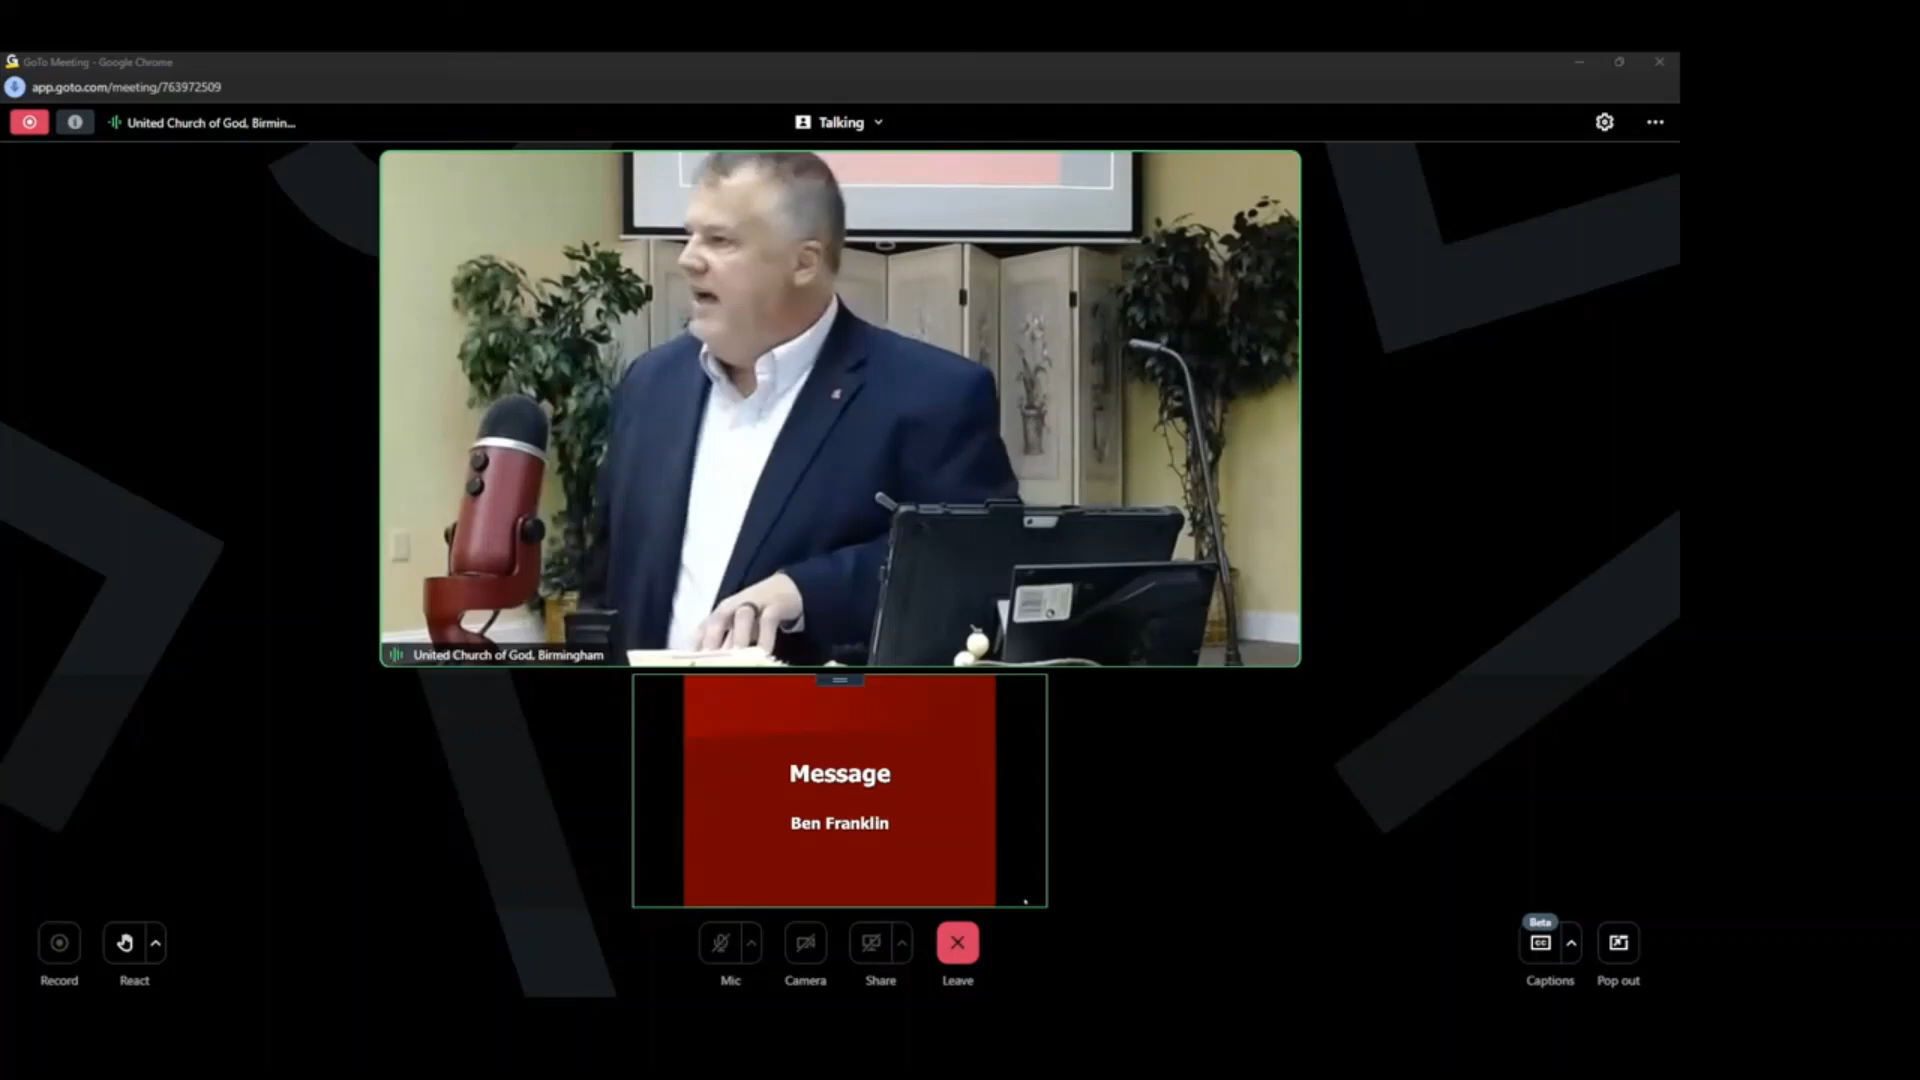 GoTo Meeting - Google Chrome
app.goto.com/meeting/763972509
United Church of God, Birmin...
Talking
United Church of God, Birmingham
Message
Ben Franklin
Record
React
Mic
Camera
Share
Leave
Beta
CC
Captions
Pop out